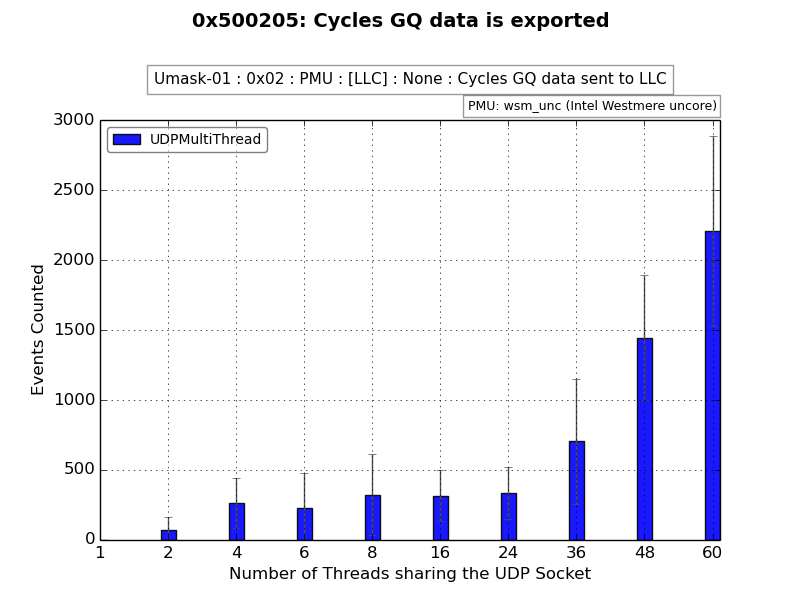 0x500205: Cycles GQ data is exported
Umask-01 : 0x02 : PMU : [LLC] : None : Cycles GQ data sent to LLC
PMU: wsm_unc (Intel Westmere uncore)
UDPMultiThread
3000
2500
2000
1500
1000
500
0
Events Counted
1 2 4 6 8 16 24 36 48 60
Number of Threads sharing the UDP Socket